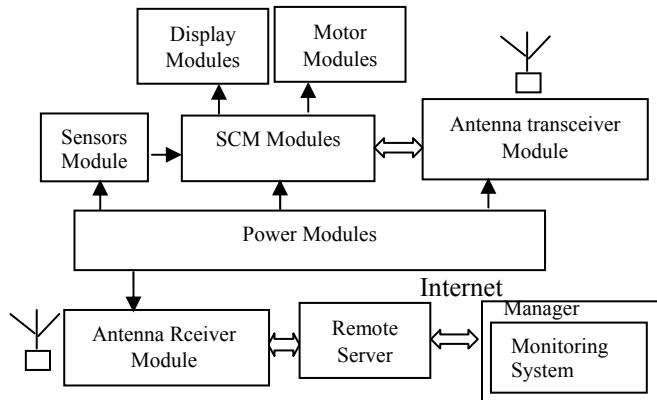 Display
Modules
Motor
Modules
Sensors
Module
SCM Modules
Antenna transceiver
Module
Power Modules
Internet
Antenna Rceiver
Module
Remote
Server
Manager
Monitoring
System